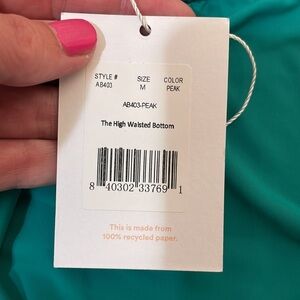 STYLE # SIZE COLOR
AB403 M PEAK
AB403-PEAK
The High Waisted Bottom
8 40302 33769 1
This is made from
100% recycled paper.